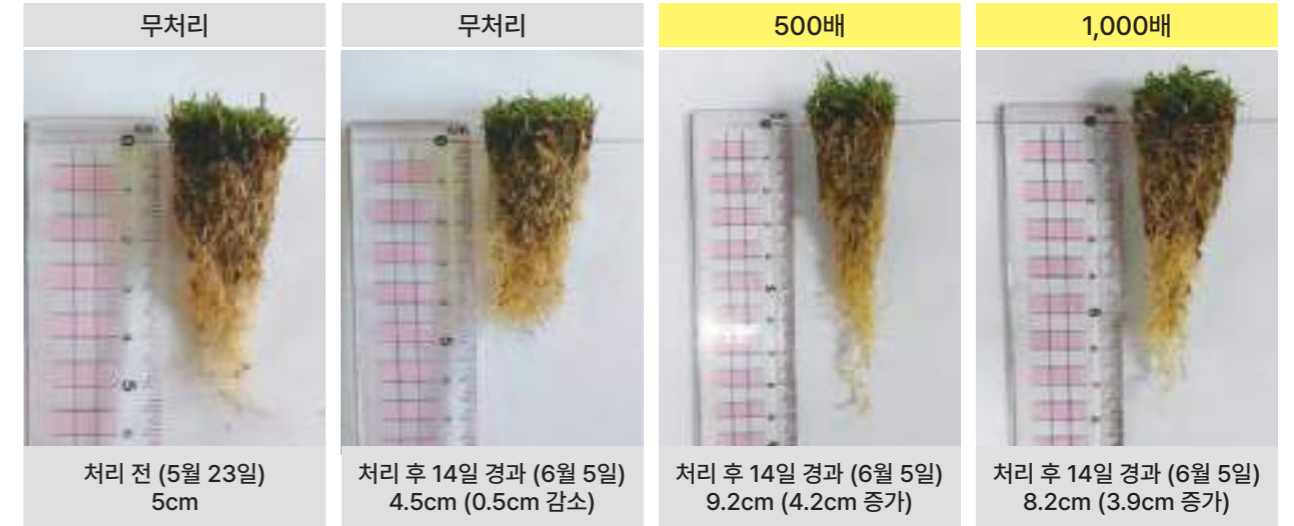 무처리
무처리
500배
1,000배
처리 전 (5월 23일)
5cm
처리 후 14일 경과 (6월 5일)
4.5cm (0.5cm 감소)
처리 후 14일 경과 (6월 5일)
9.2cm (4.2cm 증가)
처리 후 14일 경과 (6월 5일)
8.2cm (3.9cm 증가)